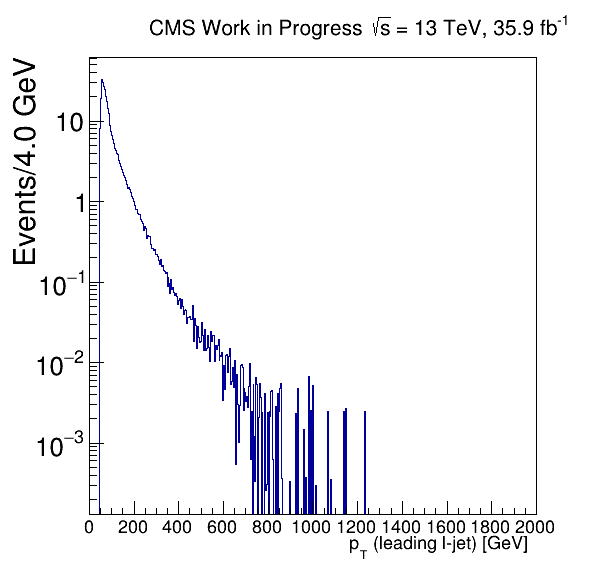 CMS Work in Progress √s = 13 TeV, 35.9 fb⁻¹
Events/4.0 GeV
10
1
10⁻¹
10⁻²
10⁻³
0 200 400 600 800 1000 1200 1400 1600 1800 2000
p_T (leading l-jet) [GeV]